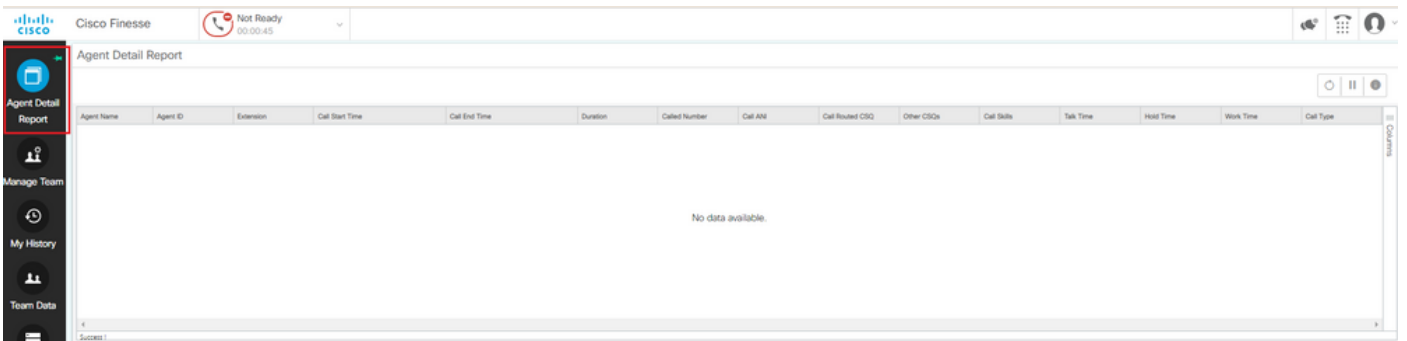 CISCO
Cisco Finesse
Not Ready
00:00:45
Agent Detail Report
Agent Detail
Report
Manage Team
My History
Team Data
Agent Name Agent ID Extension Call Start Time Call End Time Duration Called Number Call ANI Call Routed CSQ Other CSQs Call Skills Talk Time Hold Time Work Time Call Type
Columns
No data available.
Success !